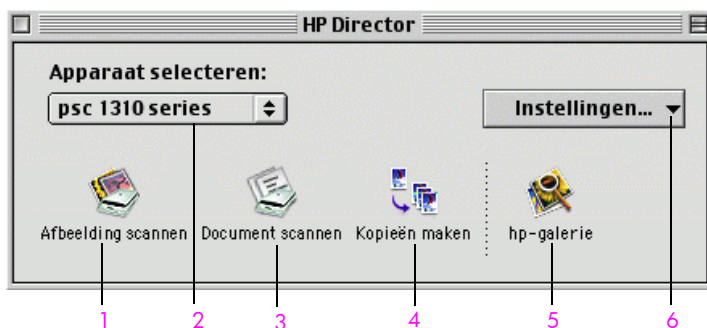 HP Director
Apparaat selecteren:
psc 1310 series
Instellingen...
Afbeelding scannen
Document scannen
Kopieën maken
hp-galerie
1
2
3
4
5
6